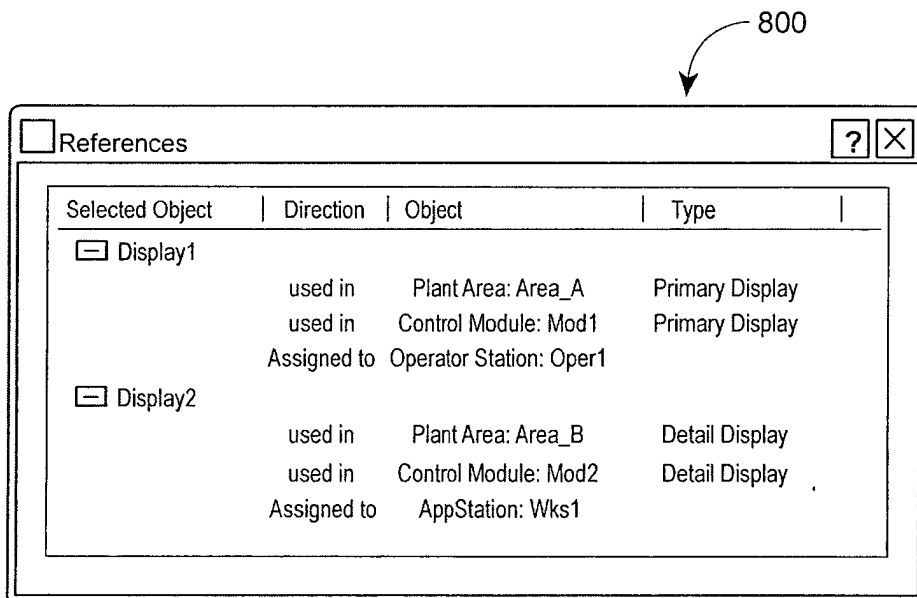 800
References ?
Selected Object | Direction | Object | Type |
Display1
used in Plant Area: Area_A Primary Display
used in Control Module: Mod1 Primary Display
Assigned to Operator Station: Oper1
Display2
used in Plant Area: Area_B Detail Display
used in Control Module: Mod2 Detail Display
Assigned to AppStation: Wks1